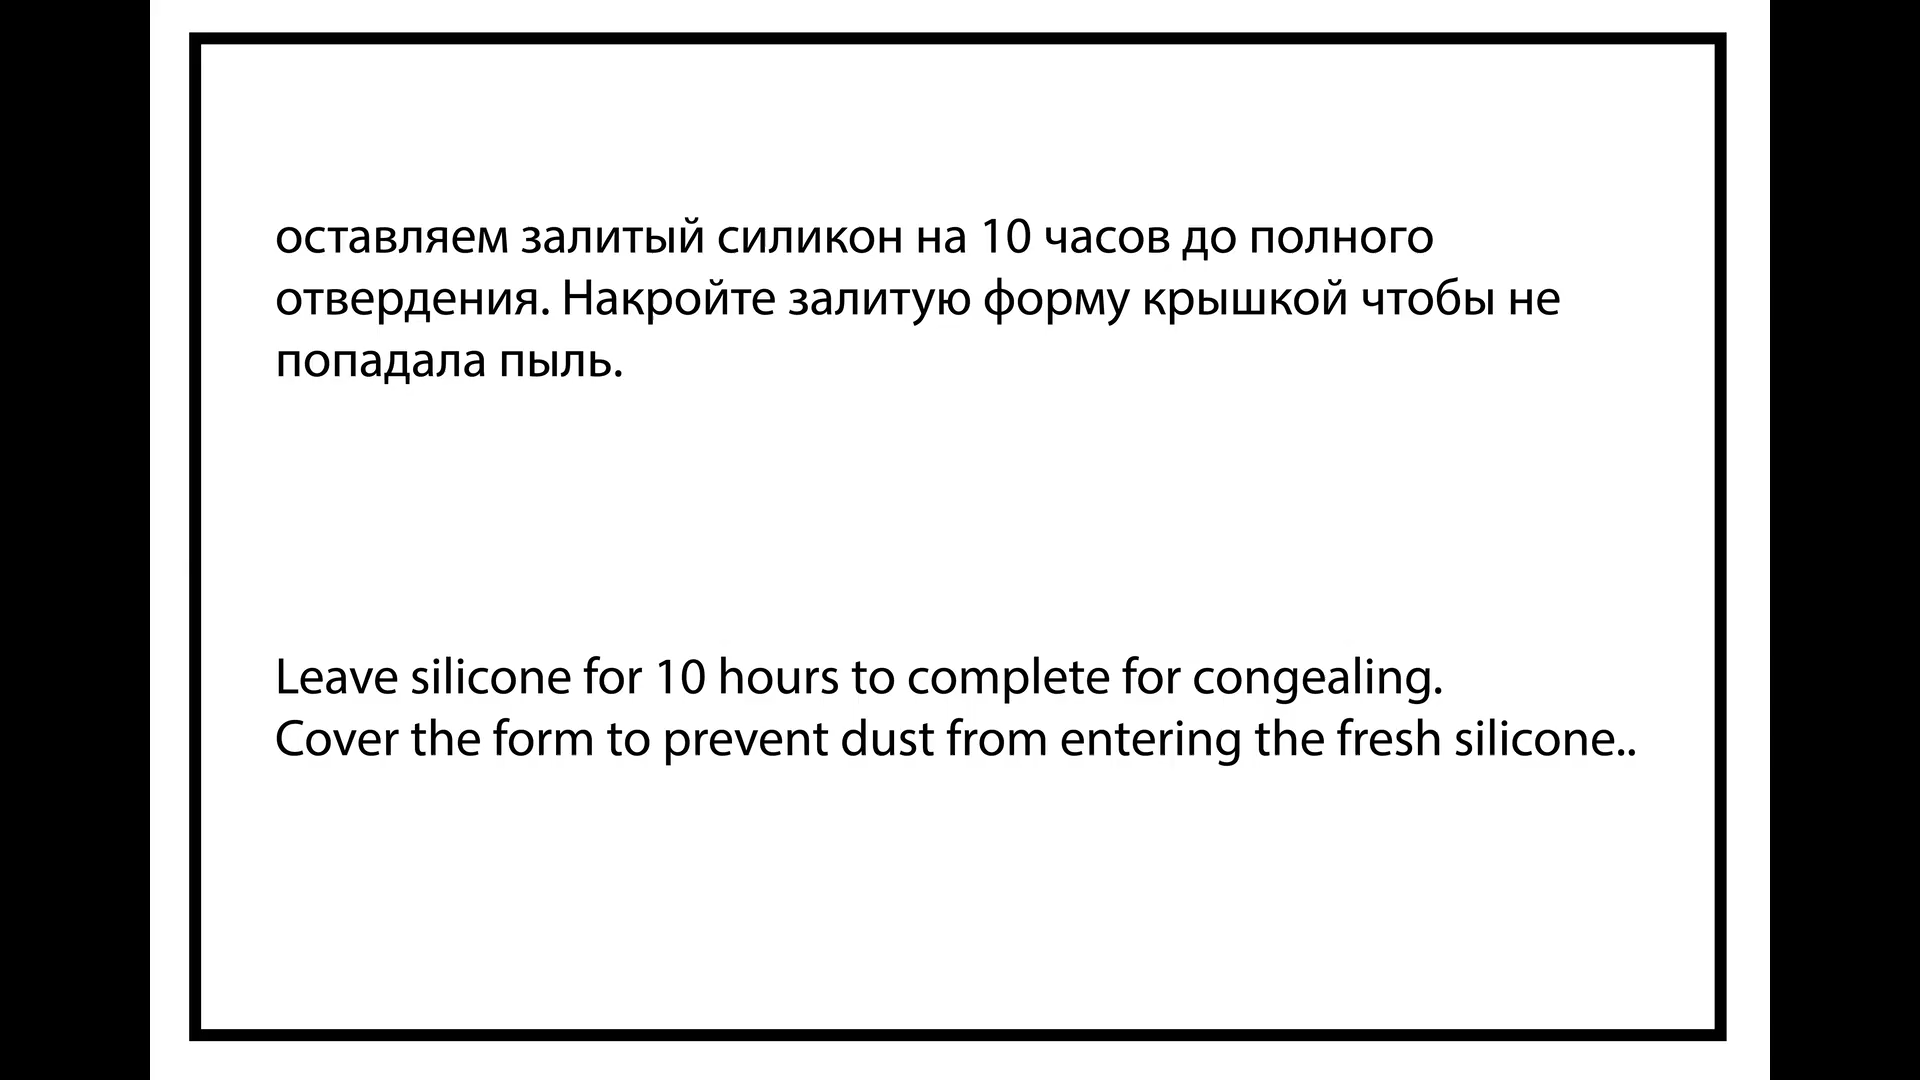 оставляем залитый силикон на 10 часов до полного
отвердения. Накройте залитую форму крышкой чтобы не
попадала пыль.
Leave silicone for 10 hours to complete for congealing.
Cover the form to prevent dust from entering the fresh silicone..